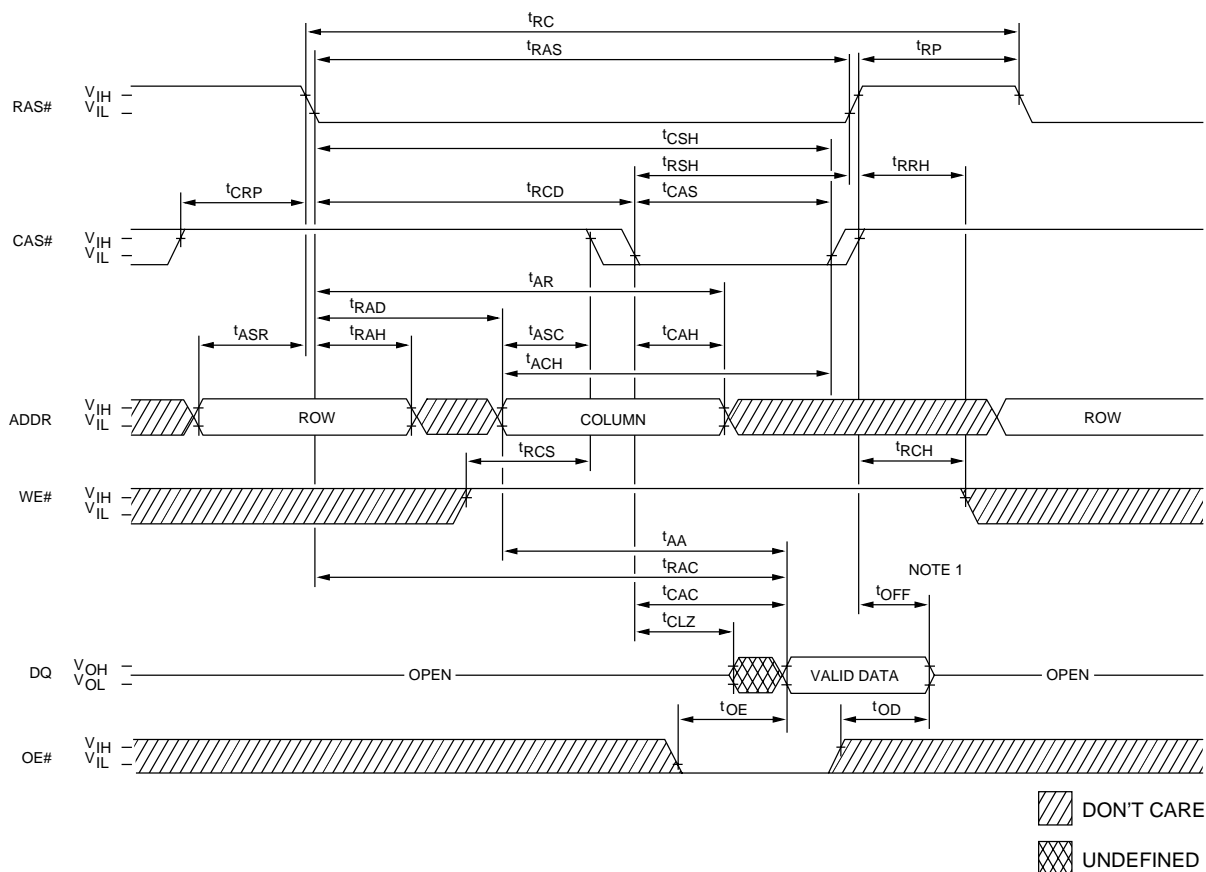 tRC
tRAS
tRP
RAS#
VIH
VIL
tCSH
tRSH
tRRH
tCRP
tRCD
tCAS
CAS#
VIH
VIL
tAR
tRAD
tASR
tRAH
tASC
tCAH
tACH
ADDR
VIH
VIL
ROW
COLUMN
ROW
tRCS
tRCH
WE#
VIH
VIL
tAA
tRAC
NOTE 1
tCAC
tOFF
tCLZ
DQ
VOH
VOL
OPEN
VALID DATA
OPEN
tOE
tOD
OE#
VIH
VIL
DON'T CARE
UNDEFINED